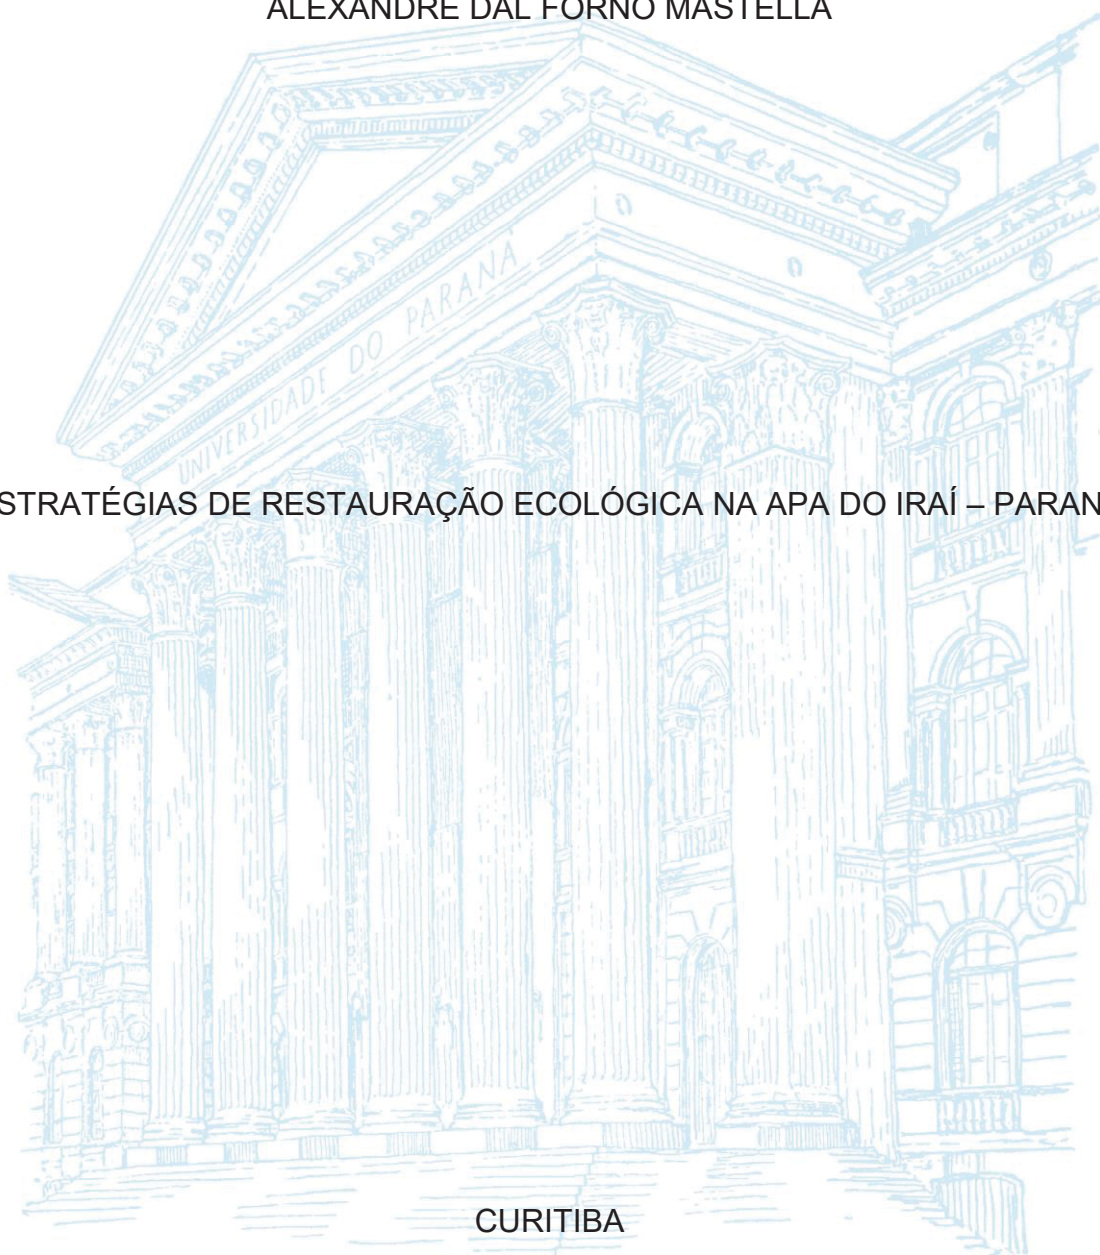 ALEXANDRE DAL FORNO MASTELLA
UNIVERSIDADE DO PARANÁ
STRATÉGIAS DE RESTAURAÇÃO ECOLÓGICA NA APA DO IRAÍ – PARAN
CURITIBA